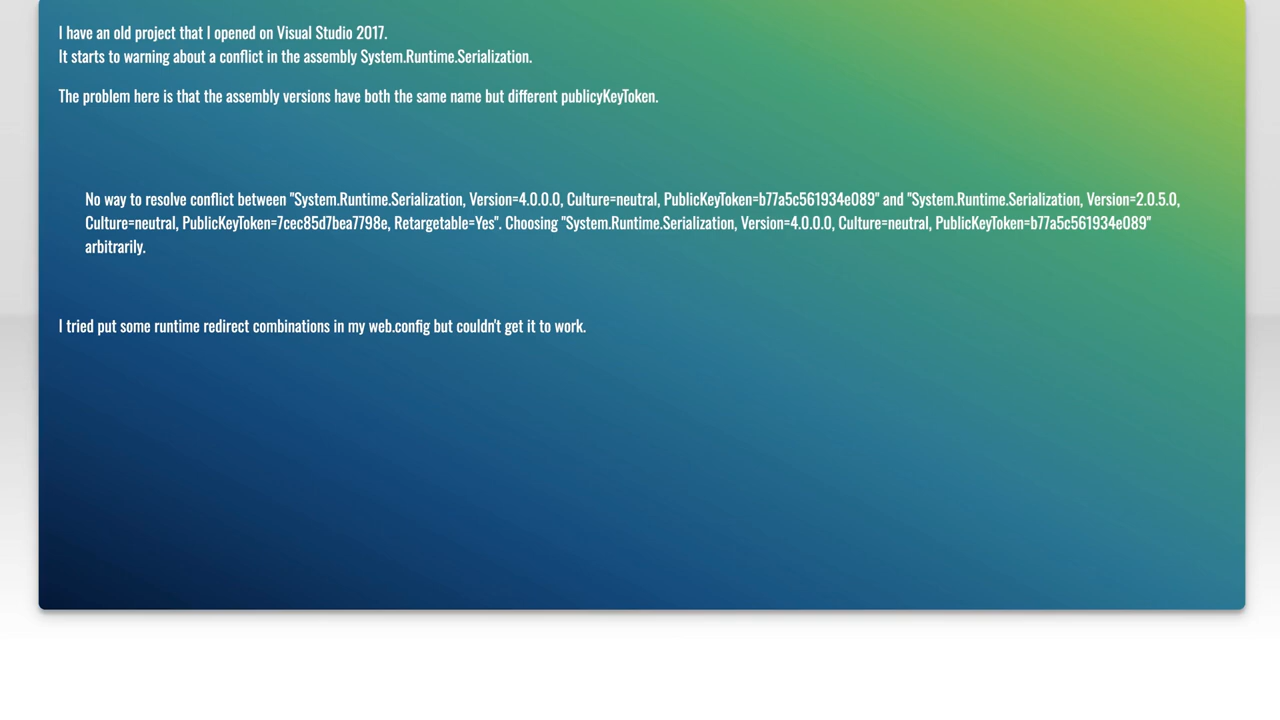 I have an old project that I opened on Visual Studio 2017.
It starts to warning about a conflict in the assembly System.Runtime.Serialization.
The problem here is that the assembly versions have both the same name but different publicyKeyToken.
No way to resolve conflict between "System.Runtime.Serialization, Version=4.0.0.0, Culture=neutral, PublicKeyToken=b77a5c561934e089" and "System.Runtime.Serialization, Version=2.0.5.0,
Culture=neutral, PublicKeyToken=7cec85d7bea7798e, Retargetable=Yes". Choosing "System.Runtime.Serialization, Version=4.0.0.0, Culture=neutral, PublicKeyToken=b77a5c561934e089"
arbitrarily.
I tried put some runtime redirect combinations in my web.config but couldn't get it to work.